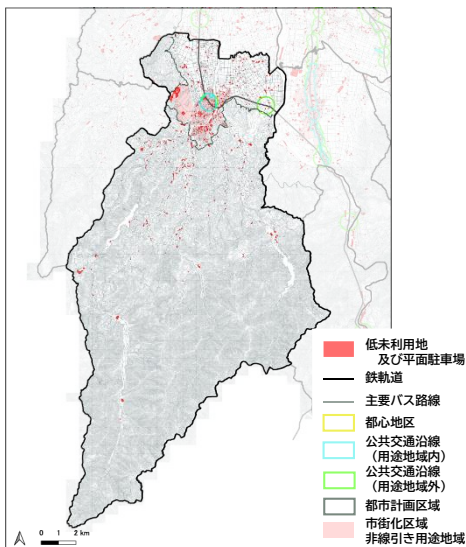 低未利用地
及び平面駐車場
鉄軌道
主要バス路線
都心地区
公共交通沿線
（用途地域内）
公共交通沿線
（用途地域外）
都市計画区域
市街化区域
非線引き用途地域
0 1 2 km